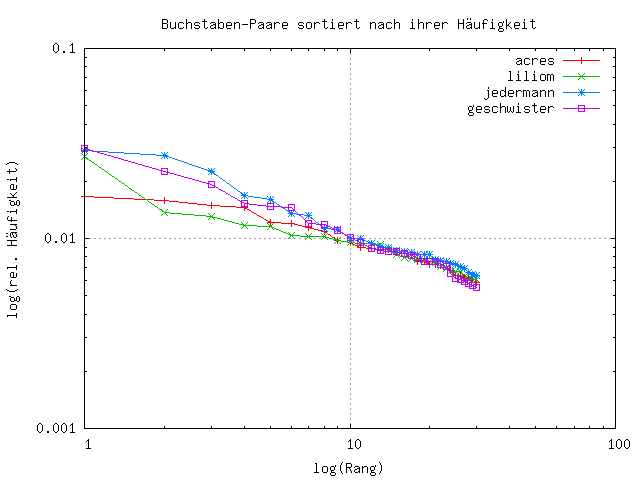 Buchstaben-Paare sortiert nach ihrer Häufigkeit
0.1
acres
liliom
jedermann
geschwister
log(rel. Häufigkeit)
0.01
0.001
1
10
100
log(Rang)